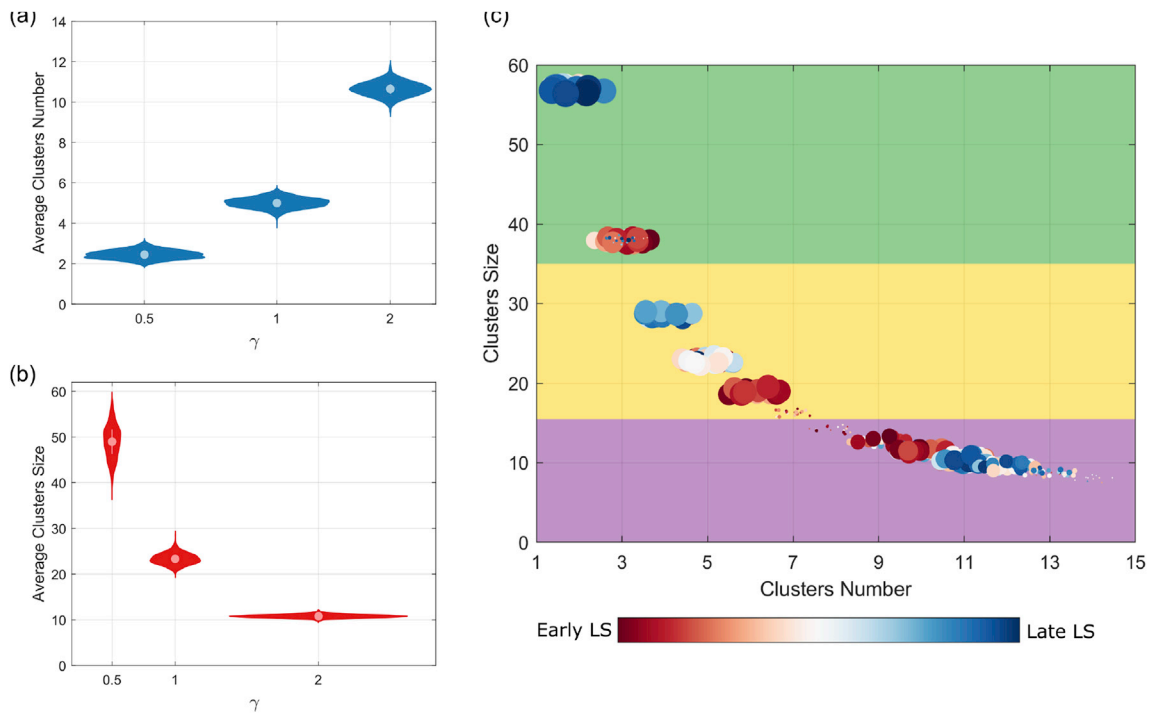 (a)
14
12
10
8
6
4
2
0
Average Clusters Number
0.5 1 2
γ
(b)
60
50
40
30
20
10
0
Average Clusters Size
0.5 1 2
γ
(c)
60
50
40
30
20
10
0
Clusters Size
1 3 5 7 9 11 13 15
Clusters Number
Early LS Late LS